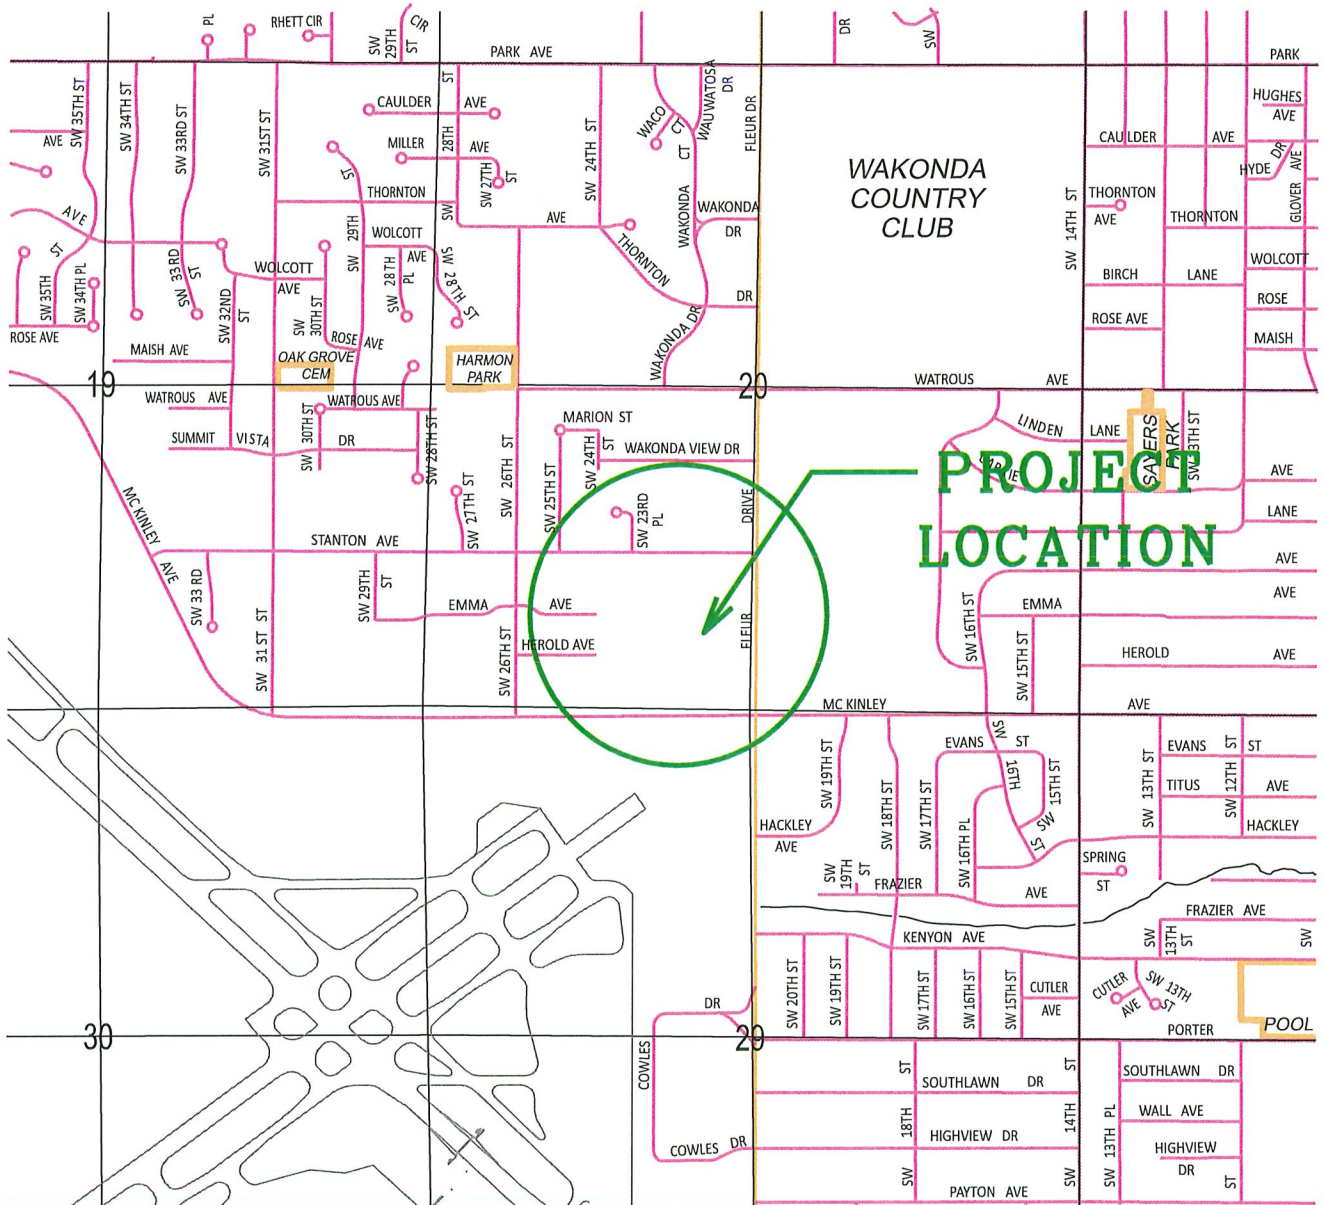 PL
RHETT CIR
SW 29TH ST
CIR
PARK AVE
DR
SW
PARK
SW 35TH ST
SW 34TH ST
SW 33RD ST
SW 31ST ST
CAULDER AVE
MILLER AVE
SW 28TH ST
SW 27TH ST
SW 24TH ST
WACO CT
WAUWATOSA DR
FLEUR DR
HUGHES AVE
CAULDER AVE
HYDE DR
GLOVER AVE
AVE
AVE
ST
THORNTON AVE
SW 29TH
WAKONDA CT
WAKONDA DR
WAKONDA
COUNTRY
CLUB
SW 14TH ST
THORNTON AVE
THORNTON
SW 35TH ST
SW 34TH PL
SW 33RD ST
WOLCOTT AVE
WOLCOTT AVE
SW 28TH PL
SW 28TH ST
THORNTON DR
BIRCH LANE
WOLCOTT
ROSE
ROSE AVE
MAISH
ROSE AVE
SW 32ND ST
SW 30TH ST
ROSE AVE
MAISH AVE
OAK GROVE
CEM
HARMON
PARK
WAKONDA DR
19
20
WATROUS AVE
WATROUS AVE
WATROUS AVE
SUMMIT VISTA DR
SW 30TH ST
SW 28TH ST
SW 26TH ST
MARION ST
SW 24TH ST
SW 25TH ST
WAKONDA VIEW DR
LINDEN LANE
SAYERS
PARK
SW 13TH ST
PROJECT
LOCATION
AVE
LANE
AVE
AVE
MC KINLEY AVE
SW 27TH ST
SW 23RD PL
FLEUR DRIVE
STANTON AVE
SW 33 RD
SW 29TH ST
EMMA AVE
HEROLD AVE
SW 31 ST ST
SW 26TH ST
SW 16TH ST
SW 15TH ST
EMMA
HEROLD AVE
MC KINLEY AVE
SW 19TH ST
SW 18TH ST
SW 17TH ST
EVANS ST
SW 16TH ST
SW 15TH ST
SW 16TH PL
SW 13TH ST
EVANS ST
SW 12TH ST
TITUS AVE
HACKLEY
HACKLEY
AVE
SW 19TH ST
FRAZIER AVE
SPRING
ST
FRAZIER AVE
KENYON AVE
SW 13TH ST
SW
SW 20TH ST
SW 19TH ST
SW 17TH ST
SW 16TH ST
SW 15TH ST
CUTLER
AVE
CUTLER AVE
SW 13TH ST
PORTER
POOL
30
29
DR
COWLES
COWLES DR
SOUTHLAWN DR
HIGHVIEW DR
PAYTON AVE
SW 18TH ST
SW 14TH ST
SW 13TH PL
SOUTHLAWN DR
WALL AVE
HIGHVIEW
DR
ST